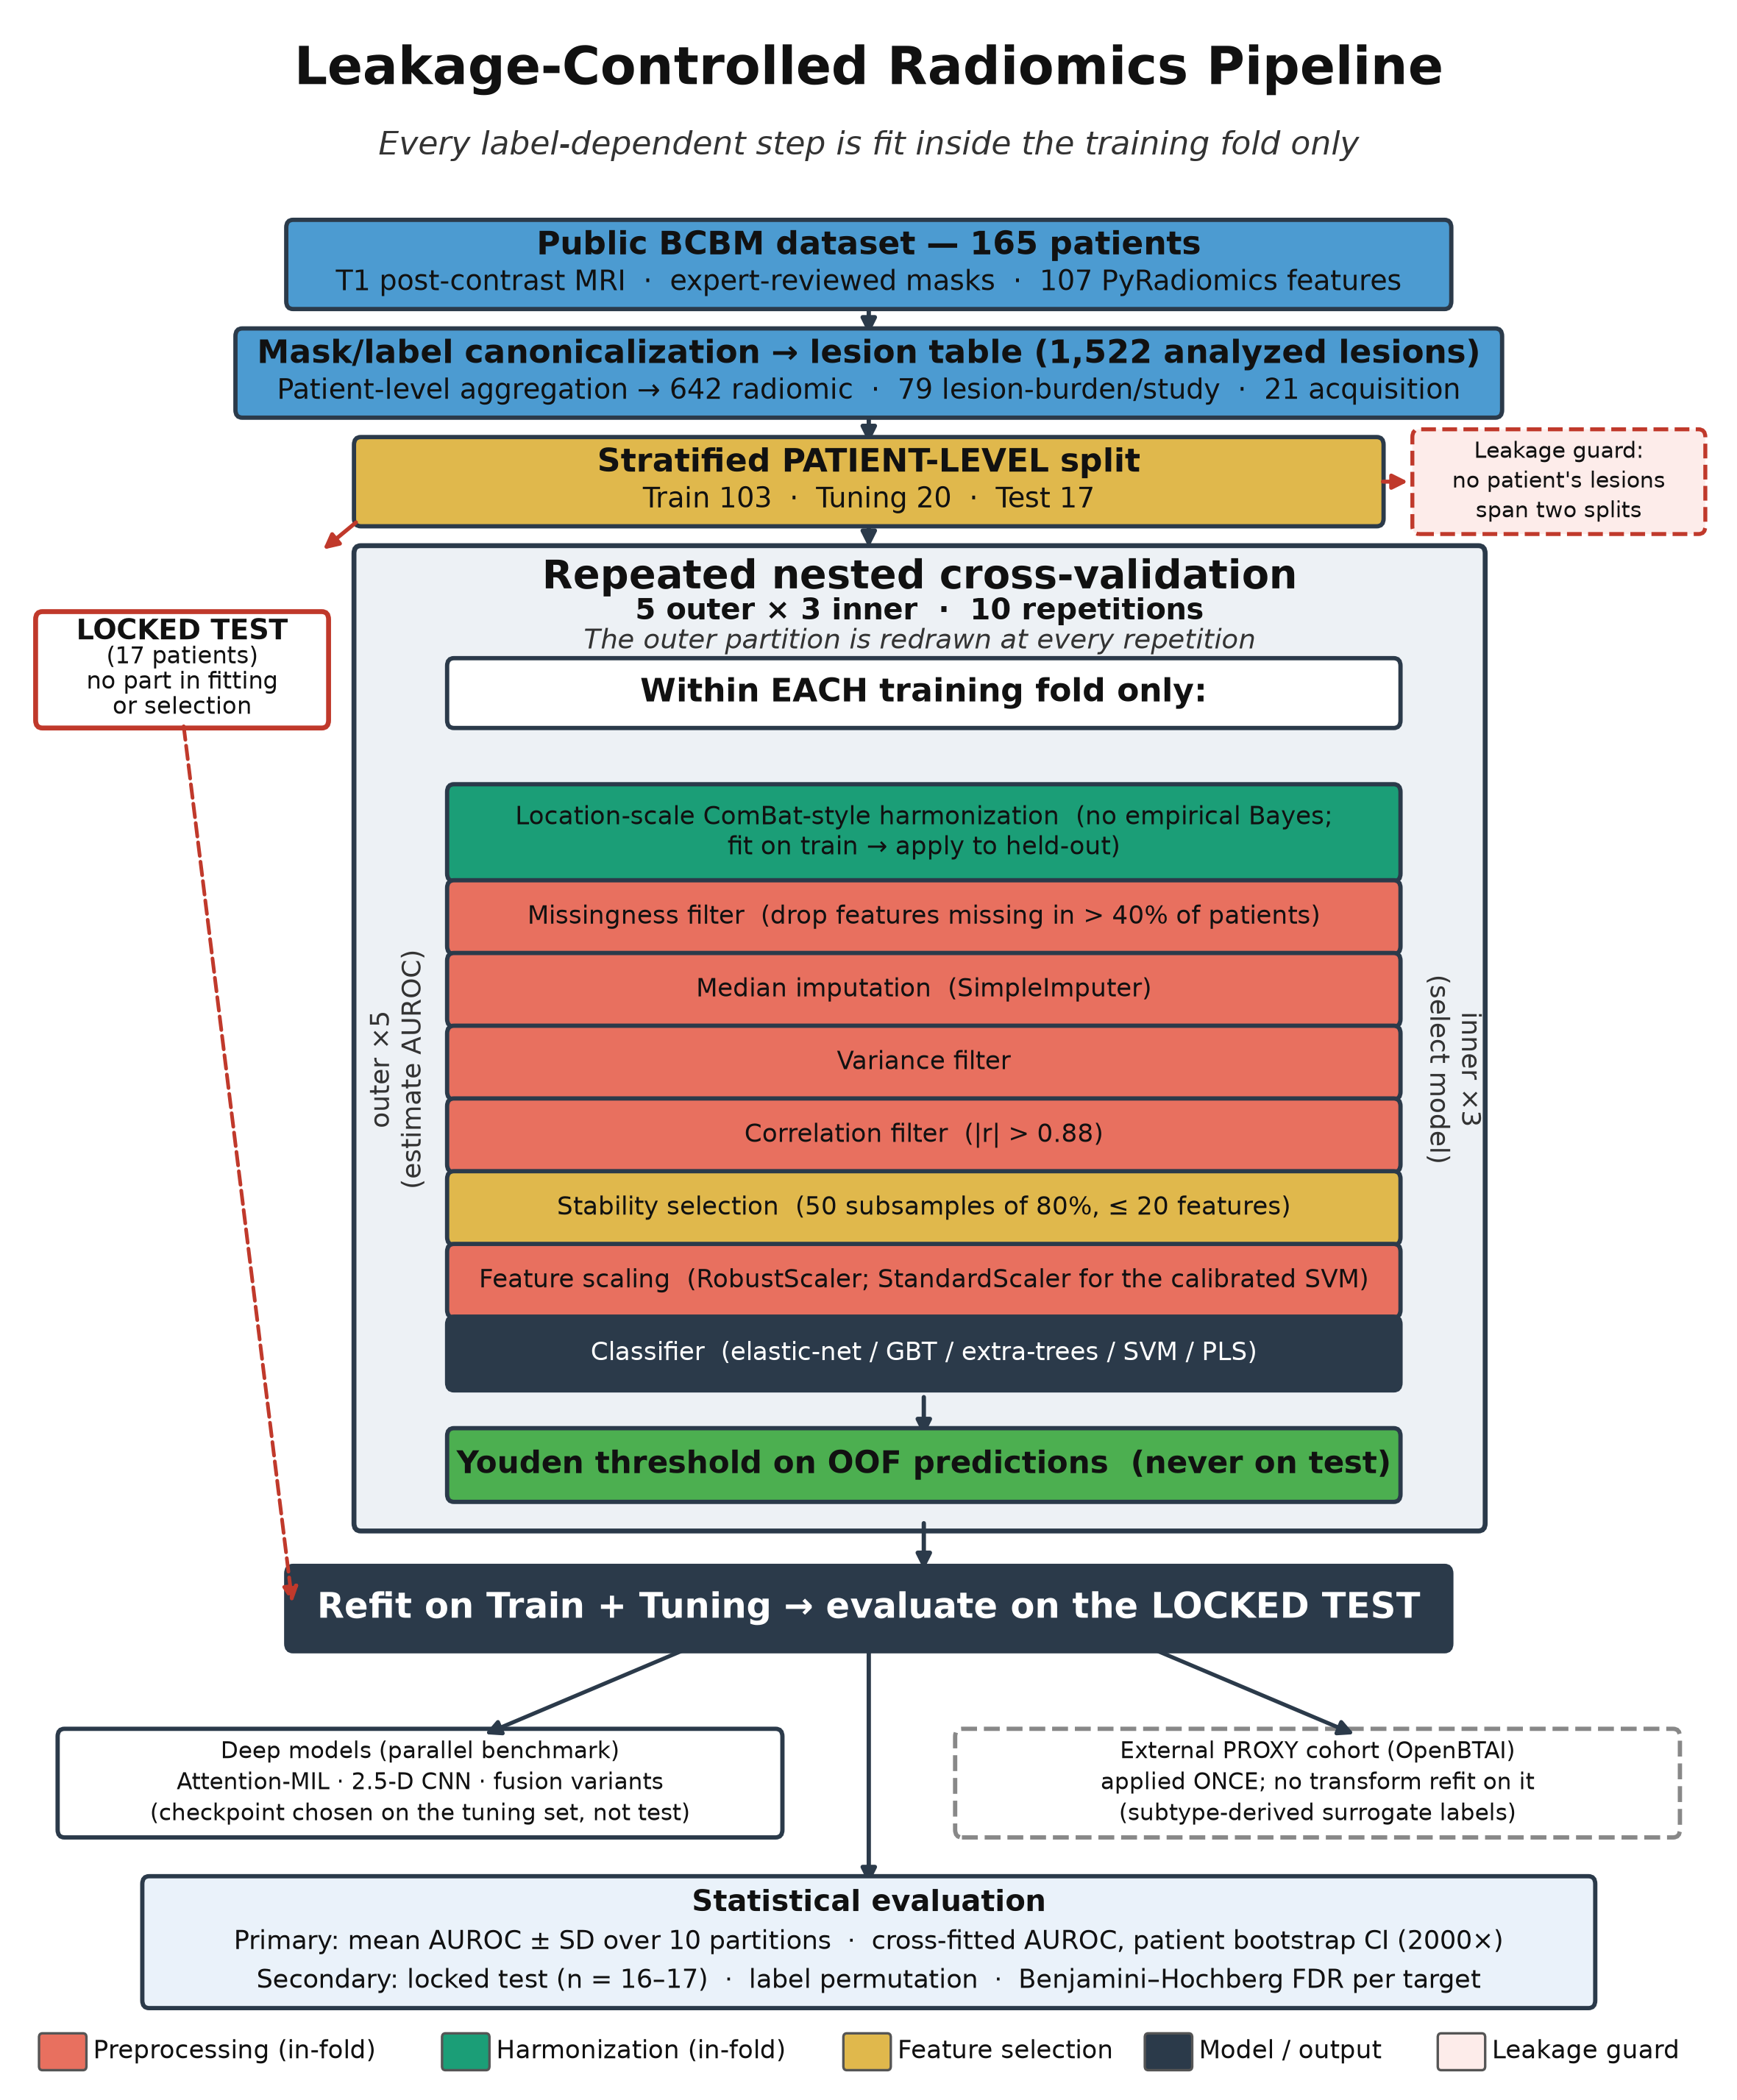 Leakage-Controlled Radiomics Pipeline
Every label-dependent step is fit inside the training fold only
Public BCBM dataset — 165 patients
T1 post-contrast MRI · expert-reviewed masks · 107 PyRadiomics features
Mask/label canonicalization → lesion table (1,522 analyzed lesions)
Patient-level aggregation → 642 radiomic · 79 lesion-burden/study · 21 acquisition
Stratified PATIENT-LEVEL split
Train 103 · Tuning 20 · Test 17
Leakage guard:
no patient's lesions
span two splits
LOCKED TEST
(17 patients)
no part in fitting
or selection
Repeated nested cross-validation
5 outer × 3 inner · 10 repetitions
The outer partition is redrawn at every repetition
Within EACH training fold only:
Location-scale ComBat-style harmonization (no empirical Bayes;
fit on train → apply to held-out)
Missingness filter (drop features missing in > 40% of patients)
Median imputation (SimpleImputer)
Variance filter
Correlation filter (|r| > 0.88)
Stability selection (50 subsamples of 80%, ≤ 20 features)
Feature scaling (RobustScaler; StandardScaler for the calibrated SVM)
Classifier (elastic-net / GBT / extra-trees / SVM / PLS)
outer ×5
(estimate AUROC)
inner ×3
(select model)
Youden threshold on OOF predictions (never on test)
Refit on Train + Tuning → evaluate on the LOCKED TEST
Deep models (parallel benchmark)
Attention-MIL · 2.5-D CNN · fusion variants
(checkpoint chosen on the tuning set, not test)
External PROXY cohort (OpenBTAI)
applied ONCE; no transform refit on it
(subtype-derived surrogate labels)
Statistical evaluation
Primary: mean AUROC ± SD over 10 partitions · cross-fitted AUROC, patient bootstrap CI (2000×)
Secondary: locked test (n = 16–17) · label permutation · Benjamini–Hochberg FDR per target
Preprocessing (in-fold)
Harmonization (in-fold)
Feature selection
Model / output
Leakage guard